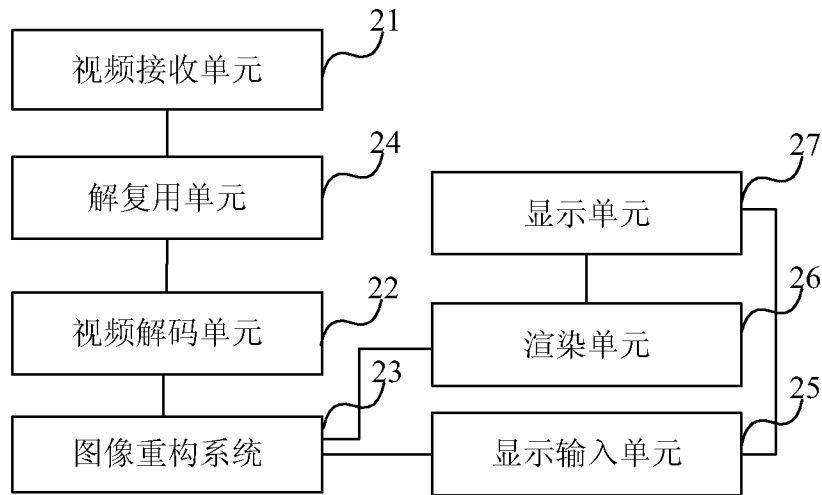 21
视频接收单元
24
解复用单元
22
视频解码单元
23
图像重构系统
27
显示单元
26
渲染单元
25
显示输入单元